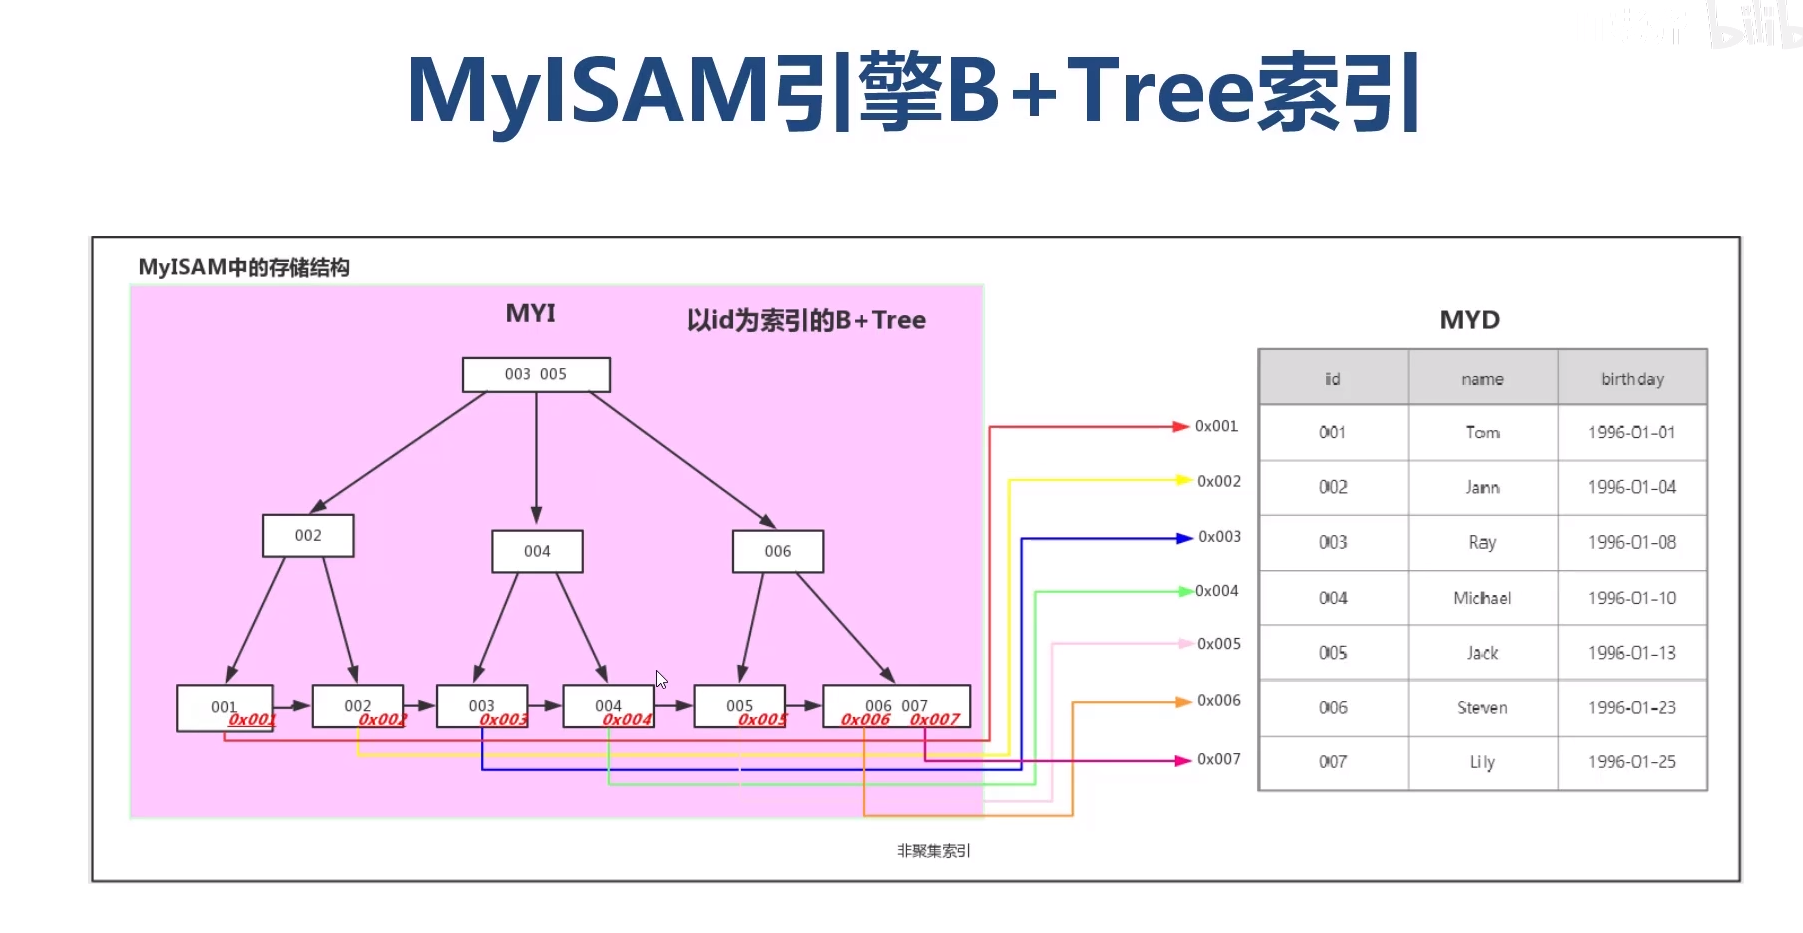 MyISAM引擎B+Tree索引
MyISAM中的存储结构
MYI
以id为索引的B+Tree
003 005
002
004
006
001
0x001
002
0x002
003
0x003
004
0x004
005
0x005
006 007
0x006 0x007
0x001
0x002
0x003
0x004
0x005
0x006
0x007
MYD
id name birthday
001 Tom 1996-01-01
002 Jann 1996-01-04
003 Ray 1996-01-08
004 Michael 1996-01-10
005 Jack 1996-01-13
006 Steven 1996-01-23
007 Lily 1996-01-25
非聚集索引